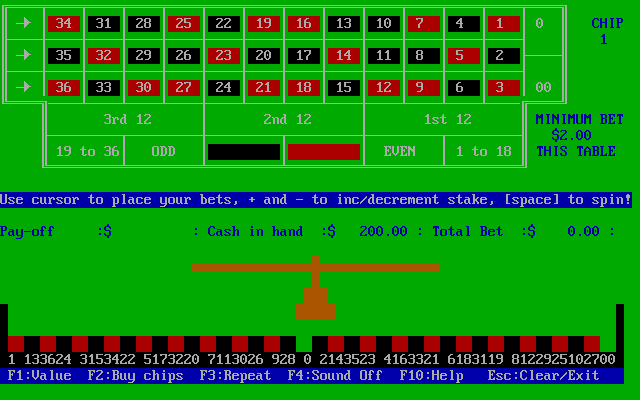 34 31 28 25 22 19 16 13 10 7 4 1 0 CHIP
1
35 32 29 26 23 20 17 14 11 8 5 2
36 33 30 27 24 21 18 15 12 9 6 3 00
3rd 12 2nd 12 1st 12 MINIMUM BET
$2.00
19 to 36 ODD EVEN 1 to 18 THIS TABLE
Use cursor to place your bets, + and - to inc/decrement stake, [space] to spin!
Pay-off :$ : Cash in hand :$ 200.00 : Total Bet :$ 0.00 :
1 133624 3153422 5173220 7113026 928 0 2143523 4163321 6183119 8122925102700
F1:Value F2:Buy chips F3:Repeat F4:Sound Off F10:Help Esc:Clear/Exit